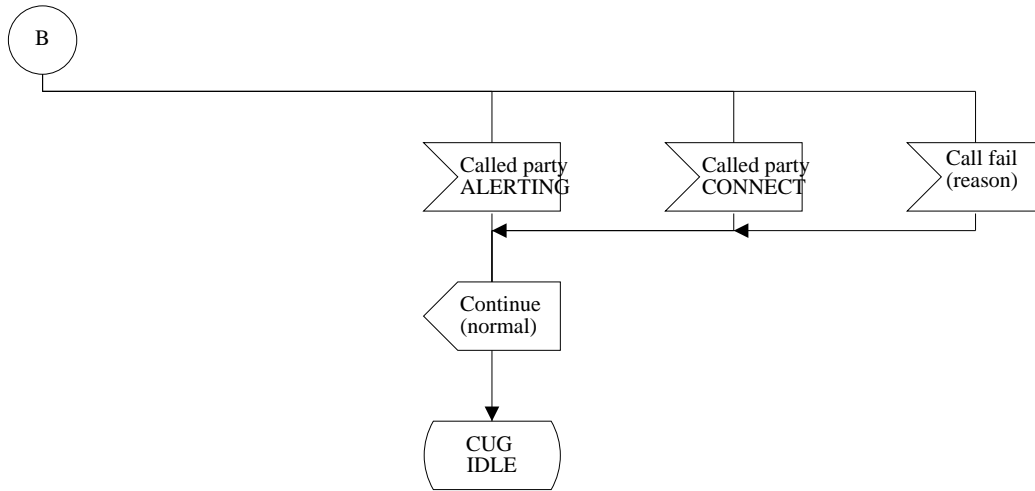 B
Called party
ALERTING
Called party
CONNECT
Call fail
(reason)
Continue
(normal)
CUG
IDLE